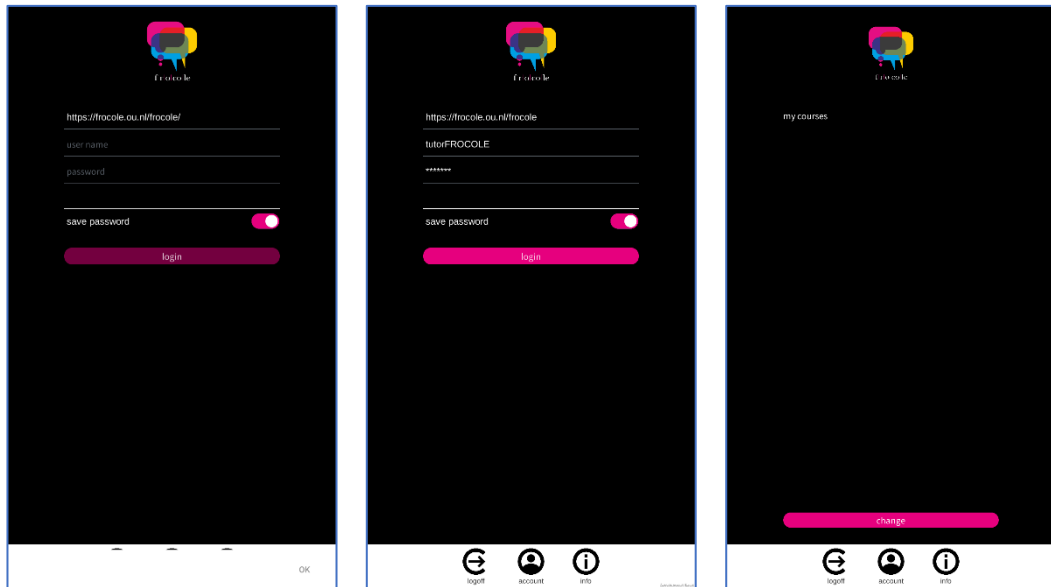 frocole
https://frocole.ou.nl/frocole/
user name
password
save password
login
OK
frocole
https://frocole.ou.nl/frocole
tutorFROCOLE
*******
save password
login
logoff
account
info
frocole
my courses
change
logoff
account
info